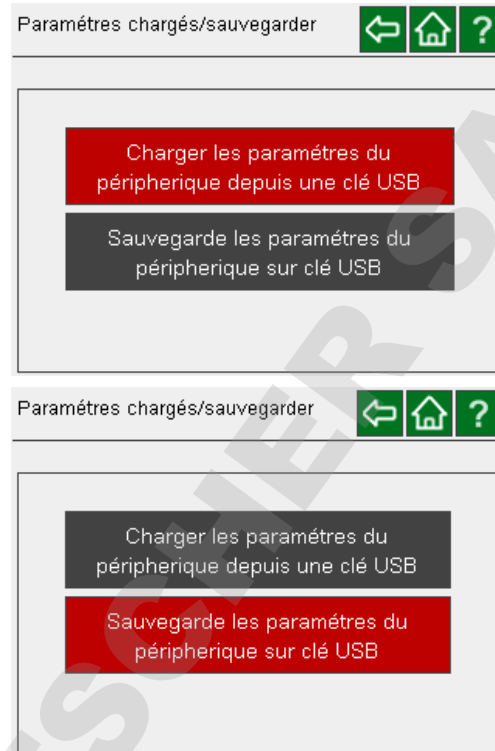 Paramétres chargés/sauvegarder
?
Charger les paramétres du
péripherique depuis une clé USB
Sauvegarde les paramétres du
péripherique sur clé USB
Paramétres chargés/sauvegarder
?
Charger les paramétres du
péripherique depuis une clé USB
Sauvegarde les paramétres du
péripherique sur clé USB